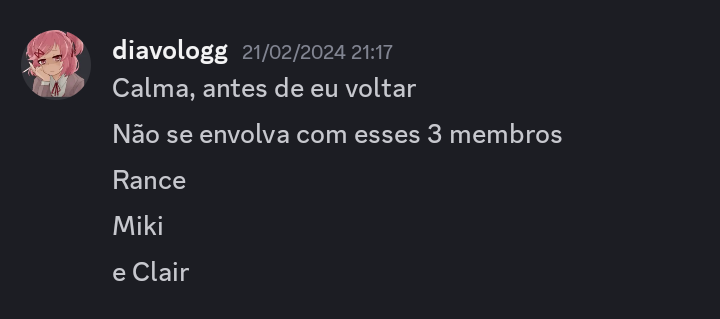 diavologg 21/02/2024 21:17
Calma, antes de eu voltar
Não se envolva com esses 3 membros
Rance
Miki
e Clair